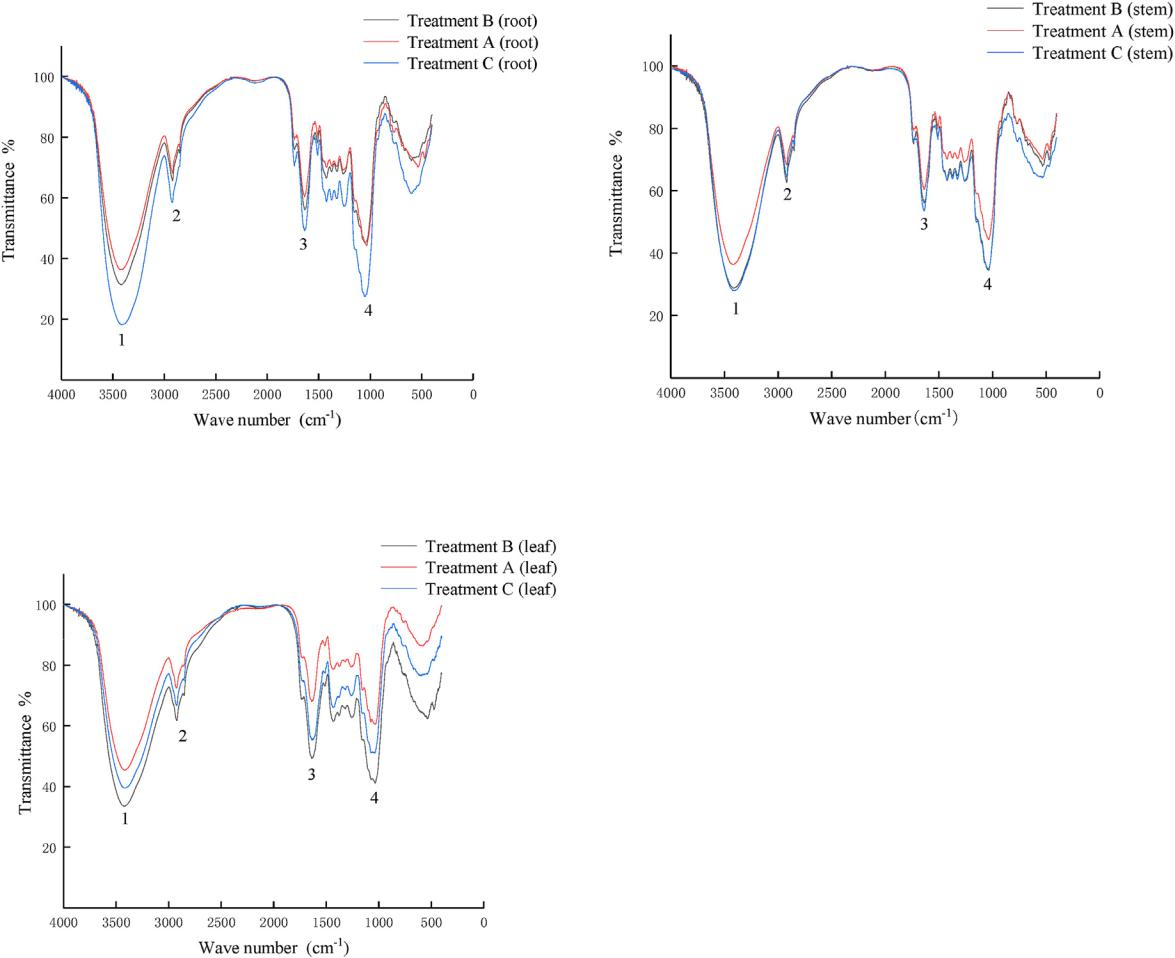 Treatment B (root)
Treatment A (root)
Treatment C (root)
100
80
60
40
20
Transmittance %
1
2
3
4
4000 3500 3000 2500 2000 1500 1000 500 0
Wave number (cm-1)
Treatment B (stem)
Treatment A (stem)
Treatment C (stem)
100
80
60
40
20
Transmittance %
1
2
3
4
4000 3500 3000 2500 2000 1500 1000 500 0
Wave number (cm-1)
Treatment B (leaf)
Treatment A (leaf)
Treatment C (leaf)
100
80
60
40
20
Transmittance %
1
2
3
4
4000 3500 3000 2500 2000 1500 1000 500 0
Wave number (cm-1)